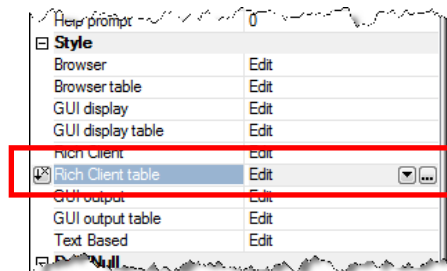 Help prompt 0
Style
Browser Edit
Browser table Edit
GUI display Edit
GUI display table Edit
Rich Client Edit
Rich Client table Edit
GUI output Edit
GUI output table Edit
Text Based Edit